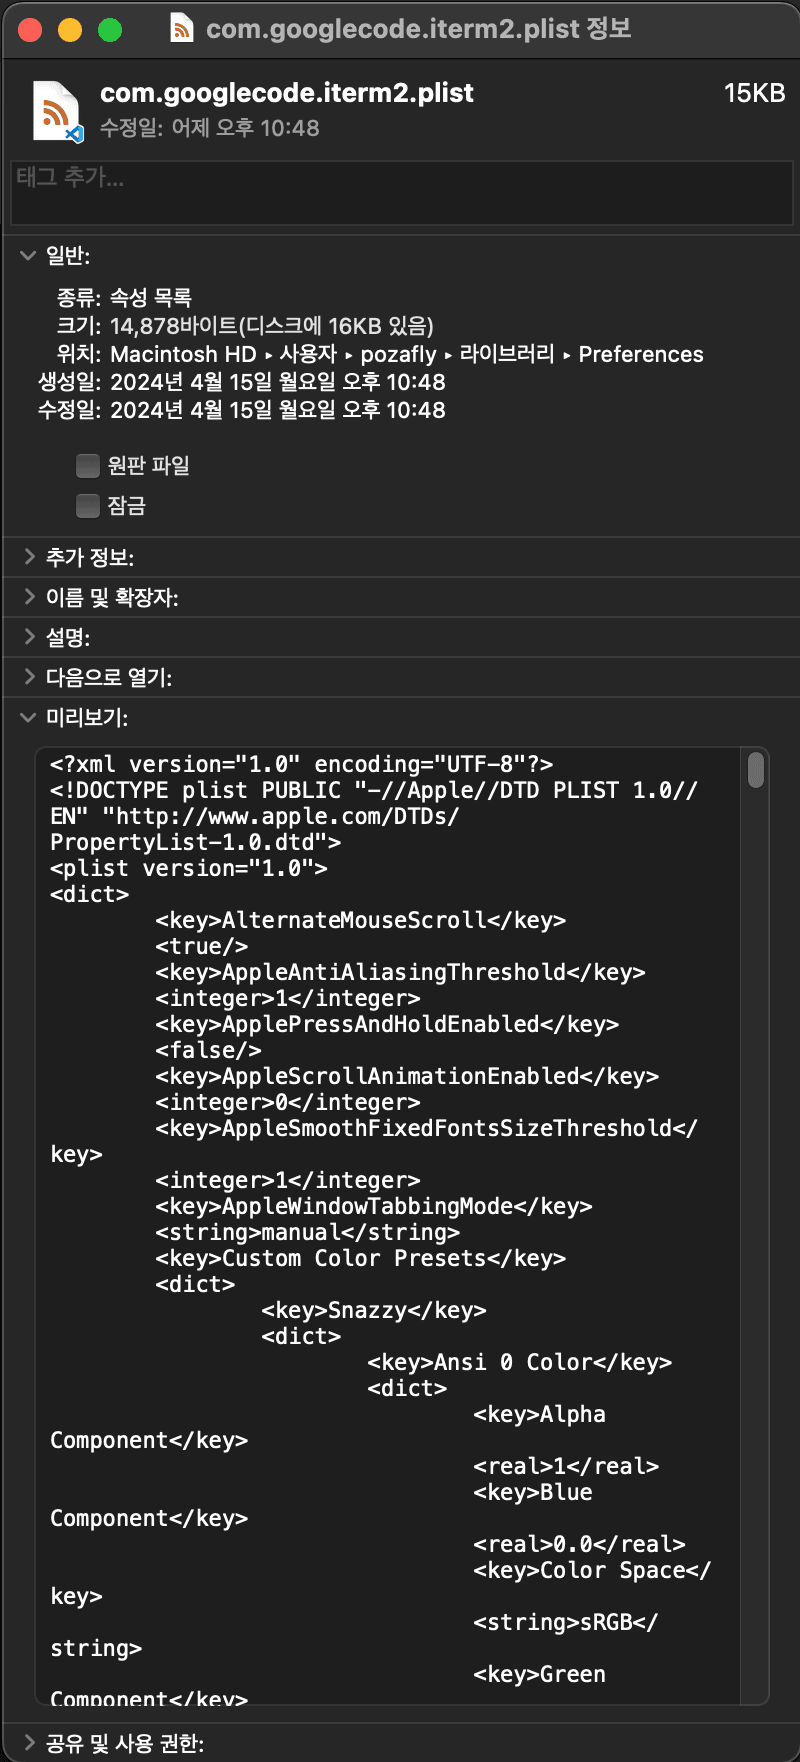 com.googlecode.iterm2.plist 정보
com.googlecode.iterm2.plist 15KB
수정일: 어제 오후 10:48
태그 추가...
일반:
종류: 속성 목록
크기: 14,878바이트(디스크에 16KB 있음)
위치: Macintosh HD ▸ 사용자 ▸ pozafly ▸ 라이브러리 ▸ Preferences
생성일: 2024년 4월 15일 월요일 오후 10:48
수정일: 2024년 4월 15일 월요일 오후 10:48
원판 파일
잠금
추가 정보:
이름 및 확장자:
설명:
다음으로 열기:
미리보기:
<?xml version="1.0" encoding="UTF-8"?>
<!DOCTYPE plist PUBLIC "-//Apple//DTD PLIST 1.0//
EN" "http://www.apple.com/DTDs/
PropertyList-1.0.dtd">
<plist version="1.0">
<dict>
<key>AlternateMouseScroll</key>
<true/>
<key>AppleAntiAliasingThreshold</key>
<integer>1</integer>
<key>ApplePressAndHoldEnabled</key>
<false/>
<key>AppleScrollAnimationEnabled</key>
<integer>0</integer>
<key>AppleSmoothFixedFontsSizeThreshold</
key>
<integer>1</integer>
<key>AppleWindowTabbingMode</key>
<string>manual</string>
<key>Custom Color Presets</key>
<dict>
<key>Snazzy</key>
<dict>
<key>Ansi 0 Color</key>
<dict>
<key>Alpha
Component</key>
<real>1</real>
<key>Blue
Component</key>
<real>0.0</real>
<key>Color Space</
key>
<string>sRGB</
string>
<key>Green
Component</key>
공유 및 사용 권한: